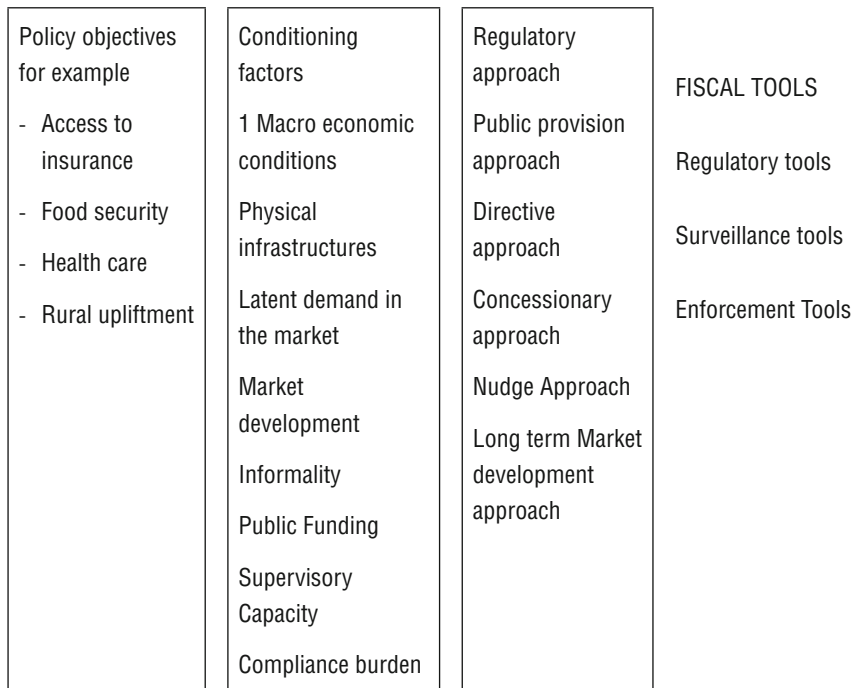 Policy objectives
for example
- Access to
insurance
- Food security
- Health care
- Rural upliftment
Conditioning
factors
1 Macro economic
conditions
Physical
infrastructures
Latent demand in
the market
Market
development
Informality
Public Funding
Supervisory
Capacity
Compliance burden
Regulatory
approach
Public provision
approach
Directive
approach
Concessionary
approach
Nudge Approach
Long term Market
development
approach
FISCAL TOOLS
Regulatory tools
Surveillance tools
Enforcement Tools